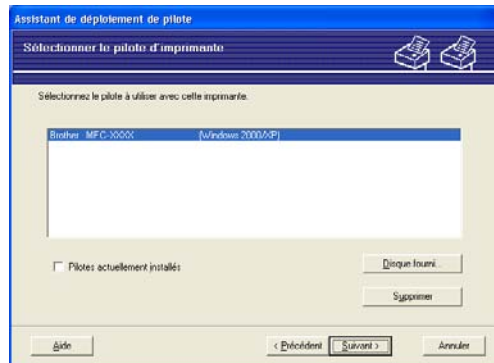 Assistant de déploiement de pilote
Sélectionner le pilote d'imprimante
Sélectionnez le pilote à utiliser avec cette imprimante.
Brother MFC-XXXX (Windows 2000/XP)
Pilotes actuellement installés
Disque fourni...
Supprimer
Aide
< Précédent
Suivant >
Annuler